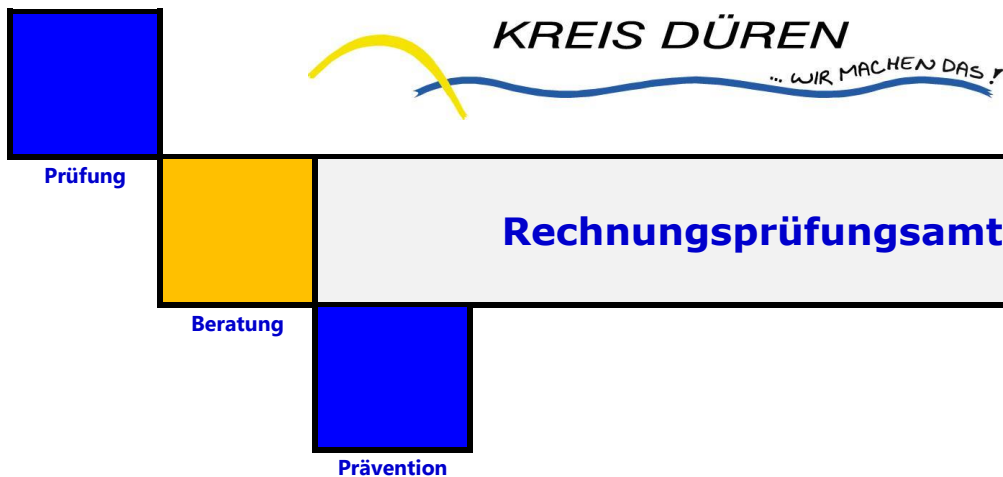 KREIS DÜREN
... WIR MACHEN DAS !
Prüfung
Rechnungsprüfungsamt
Beratung
Prävention